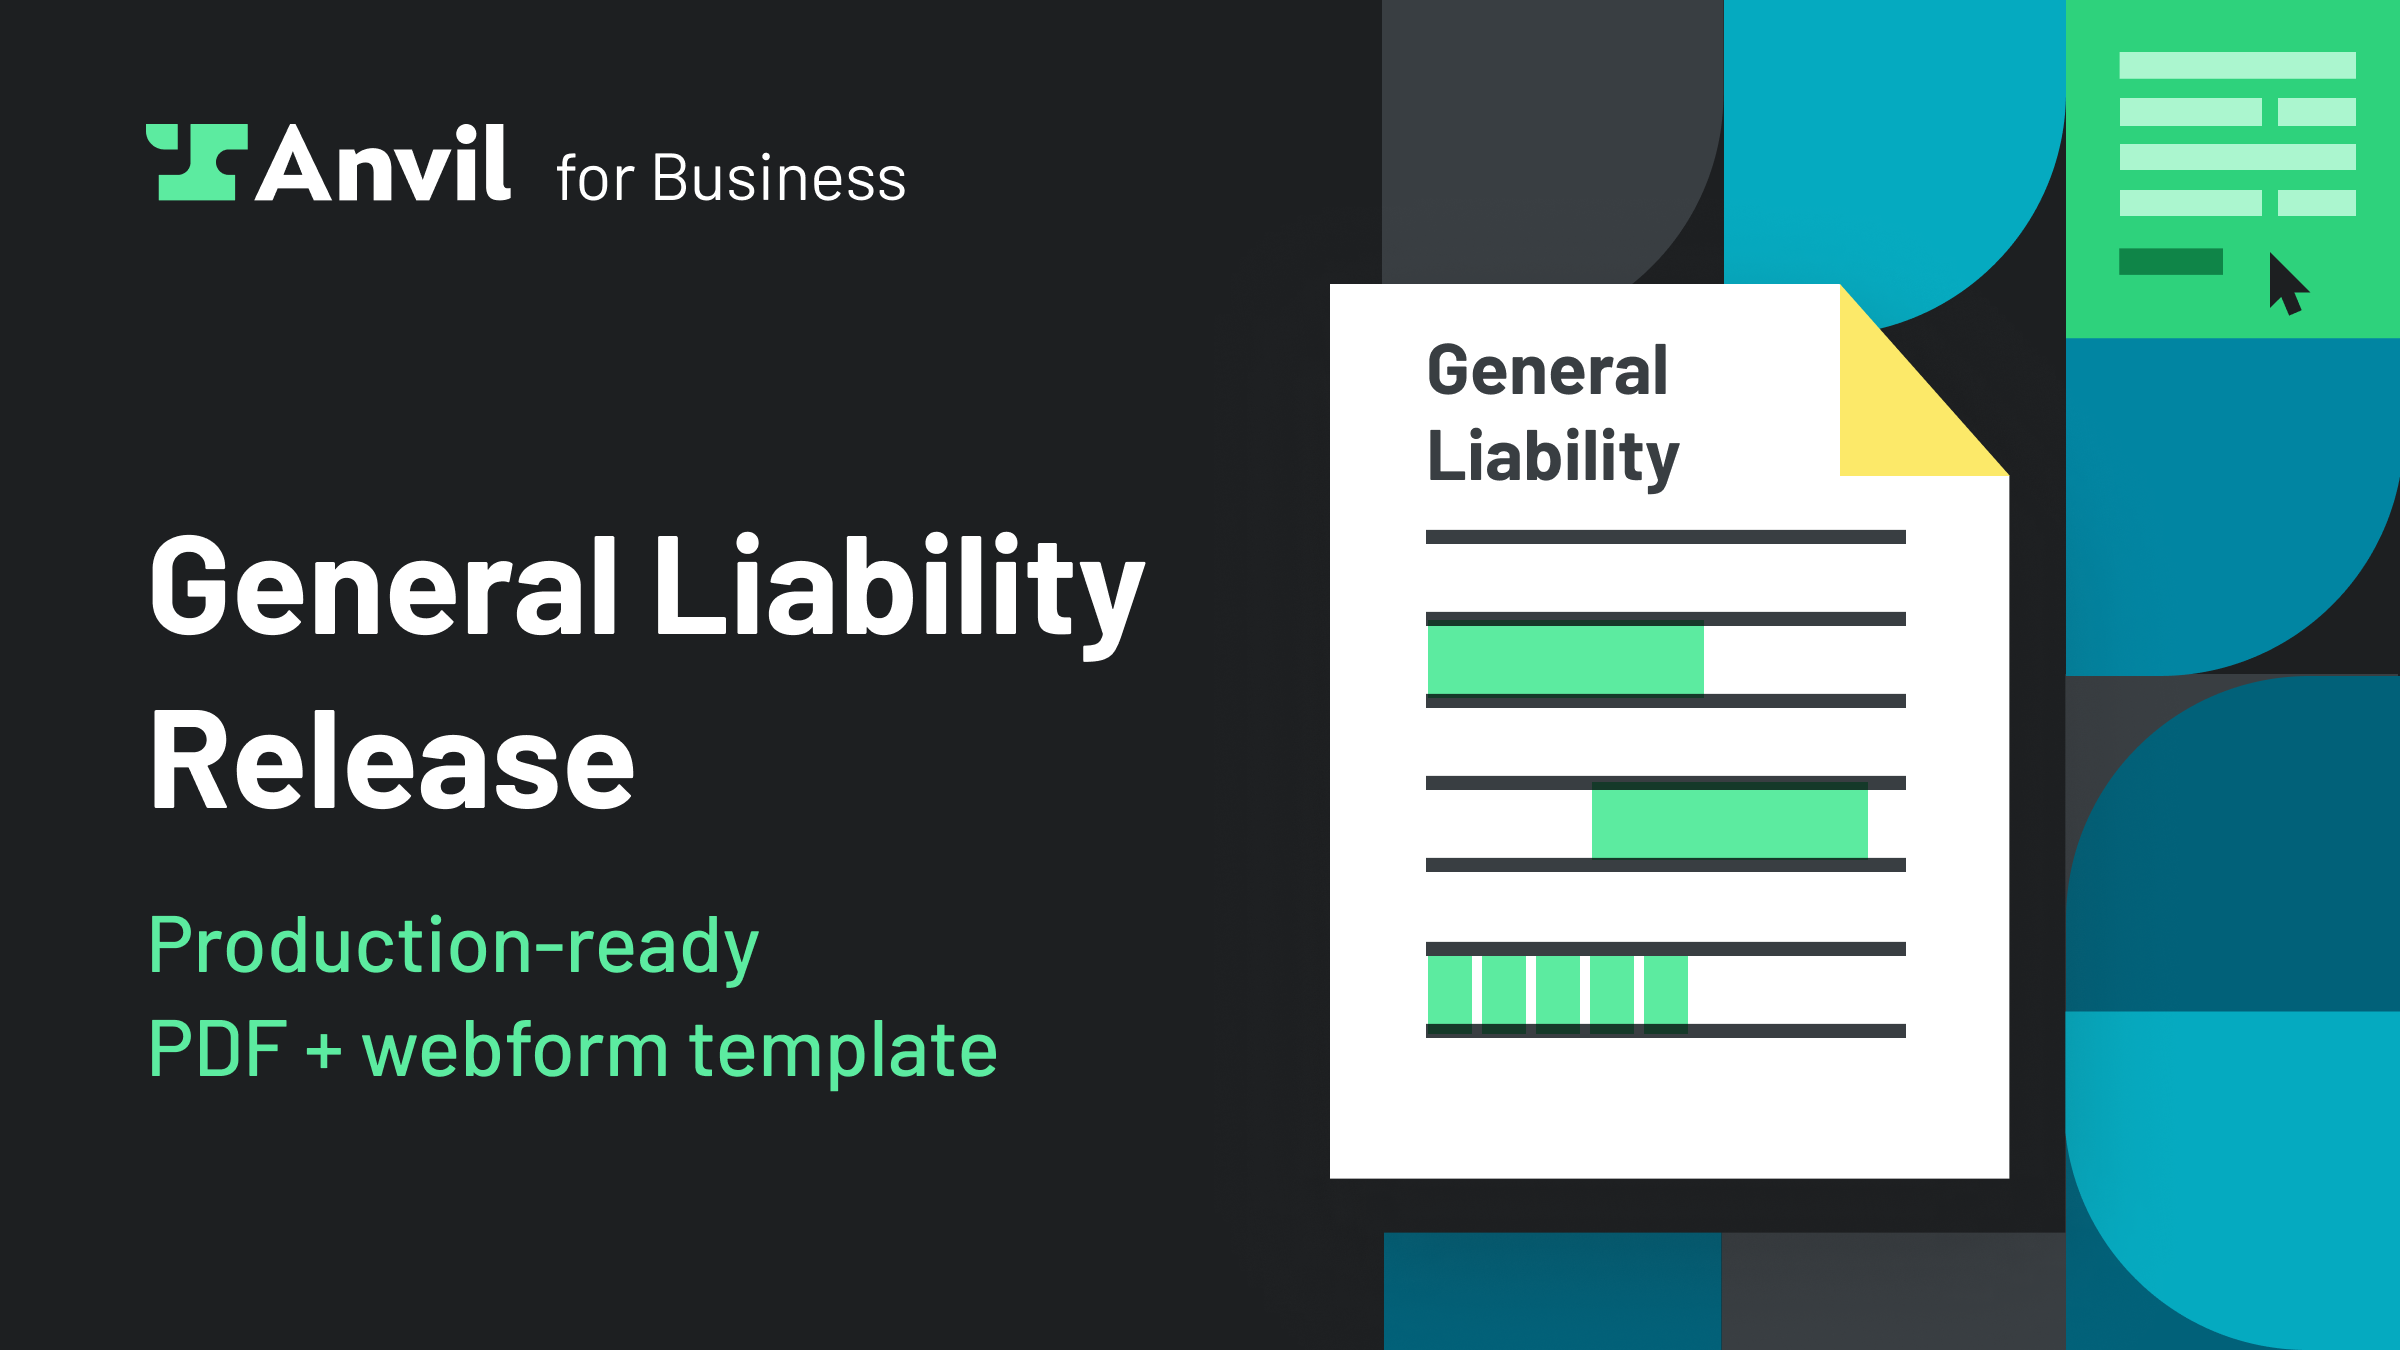 Anvil for Business
General Liability
Release
Production-ready
PDF + webform template
General
Liability